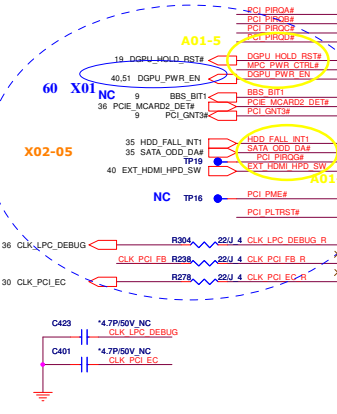 PCI_PIRQA#
PCI_PIRQB#
PCI_PIRQC#
PCI_PIRQD#
A01-5
19 DGPU_HOLD_RST# DGPU_HOLD_RST#
MPC_PWR_CTRL#
40,51 DGPU_PWR_EN DGPU_PWR_EN
60 X01
NC 9 BBS_BIT1 BBS_BIT1
36 PCIE_MCARD2_DET# PCIE_MCARD2_DET#
9 PCI_GNT3# PCI_GNT3#
X02-05
35 HDD_FALL_INT1 HDD_FALL_INT1
35 SATA_ODD_DA# SATA_ODD_DA#
TP19 PCI_PIRQG#
40 EXT_HDMI_HPD_SW EXT_HDMI_HPD_SW
A01
NC TP16 PCI_PME#
PCI_PLTRST#
36 CLK_LPC_DEBUG R304 22/J_4 CLK_LPC_DEBUG_R
CLK_PCI_FB R238 22/J_4 CLK_PCI_FB_R
30 CLK_PCI_EC R278 22/J_4 CLK_PCI_EC_R
C423 *4.7P/50V_NC
CLK_LPC_DEBUG
C401 *4.7P/50V_NC
CLK_PCI_EC